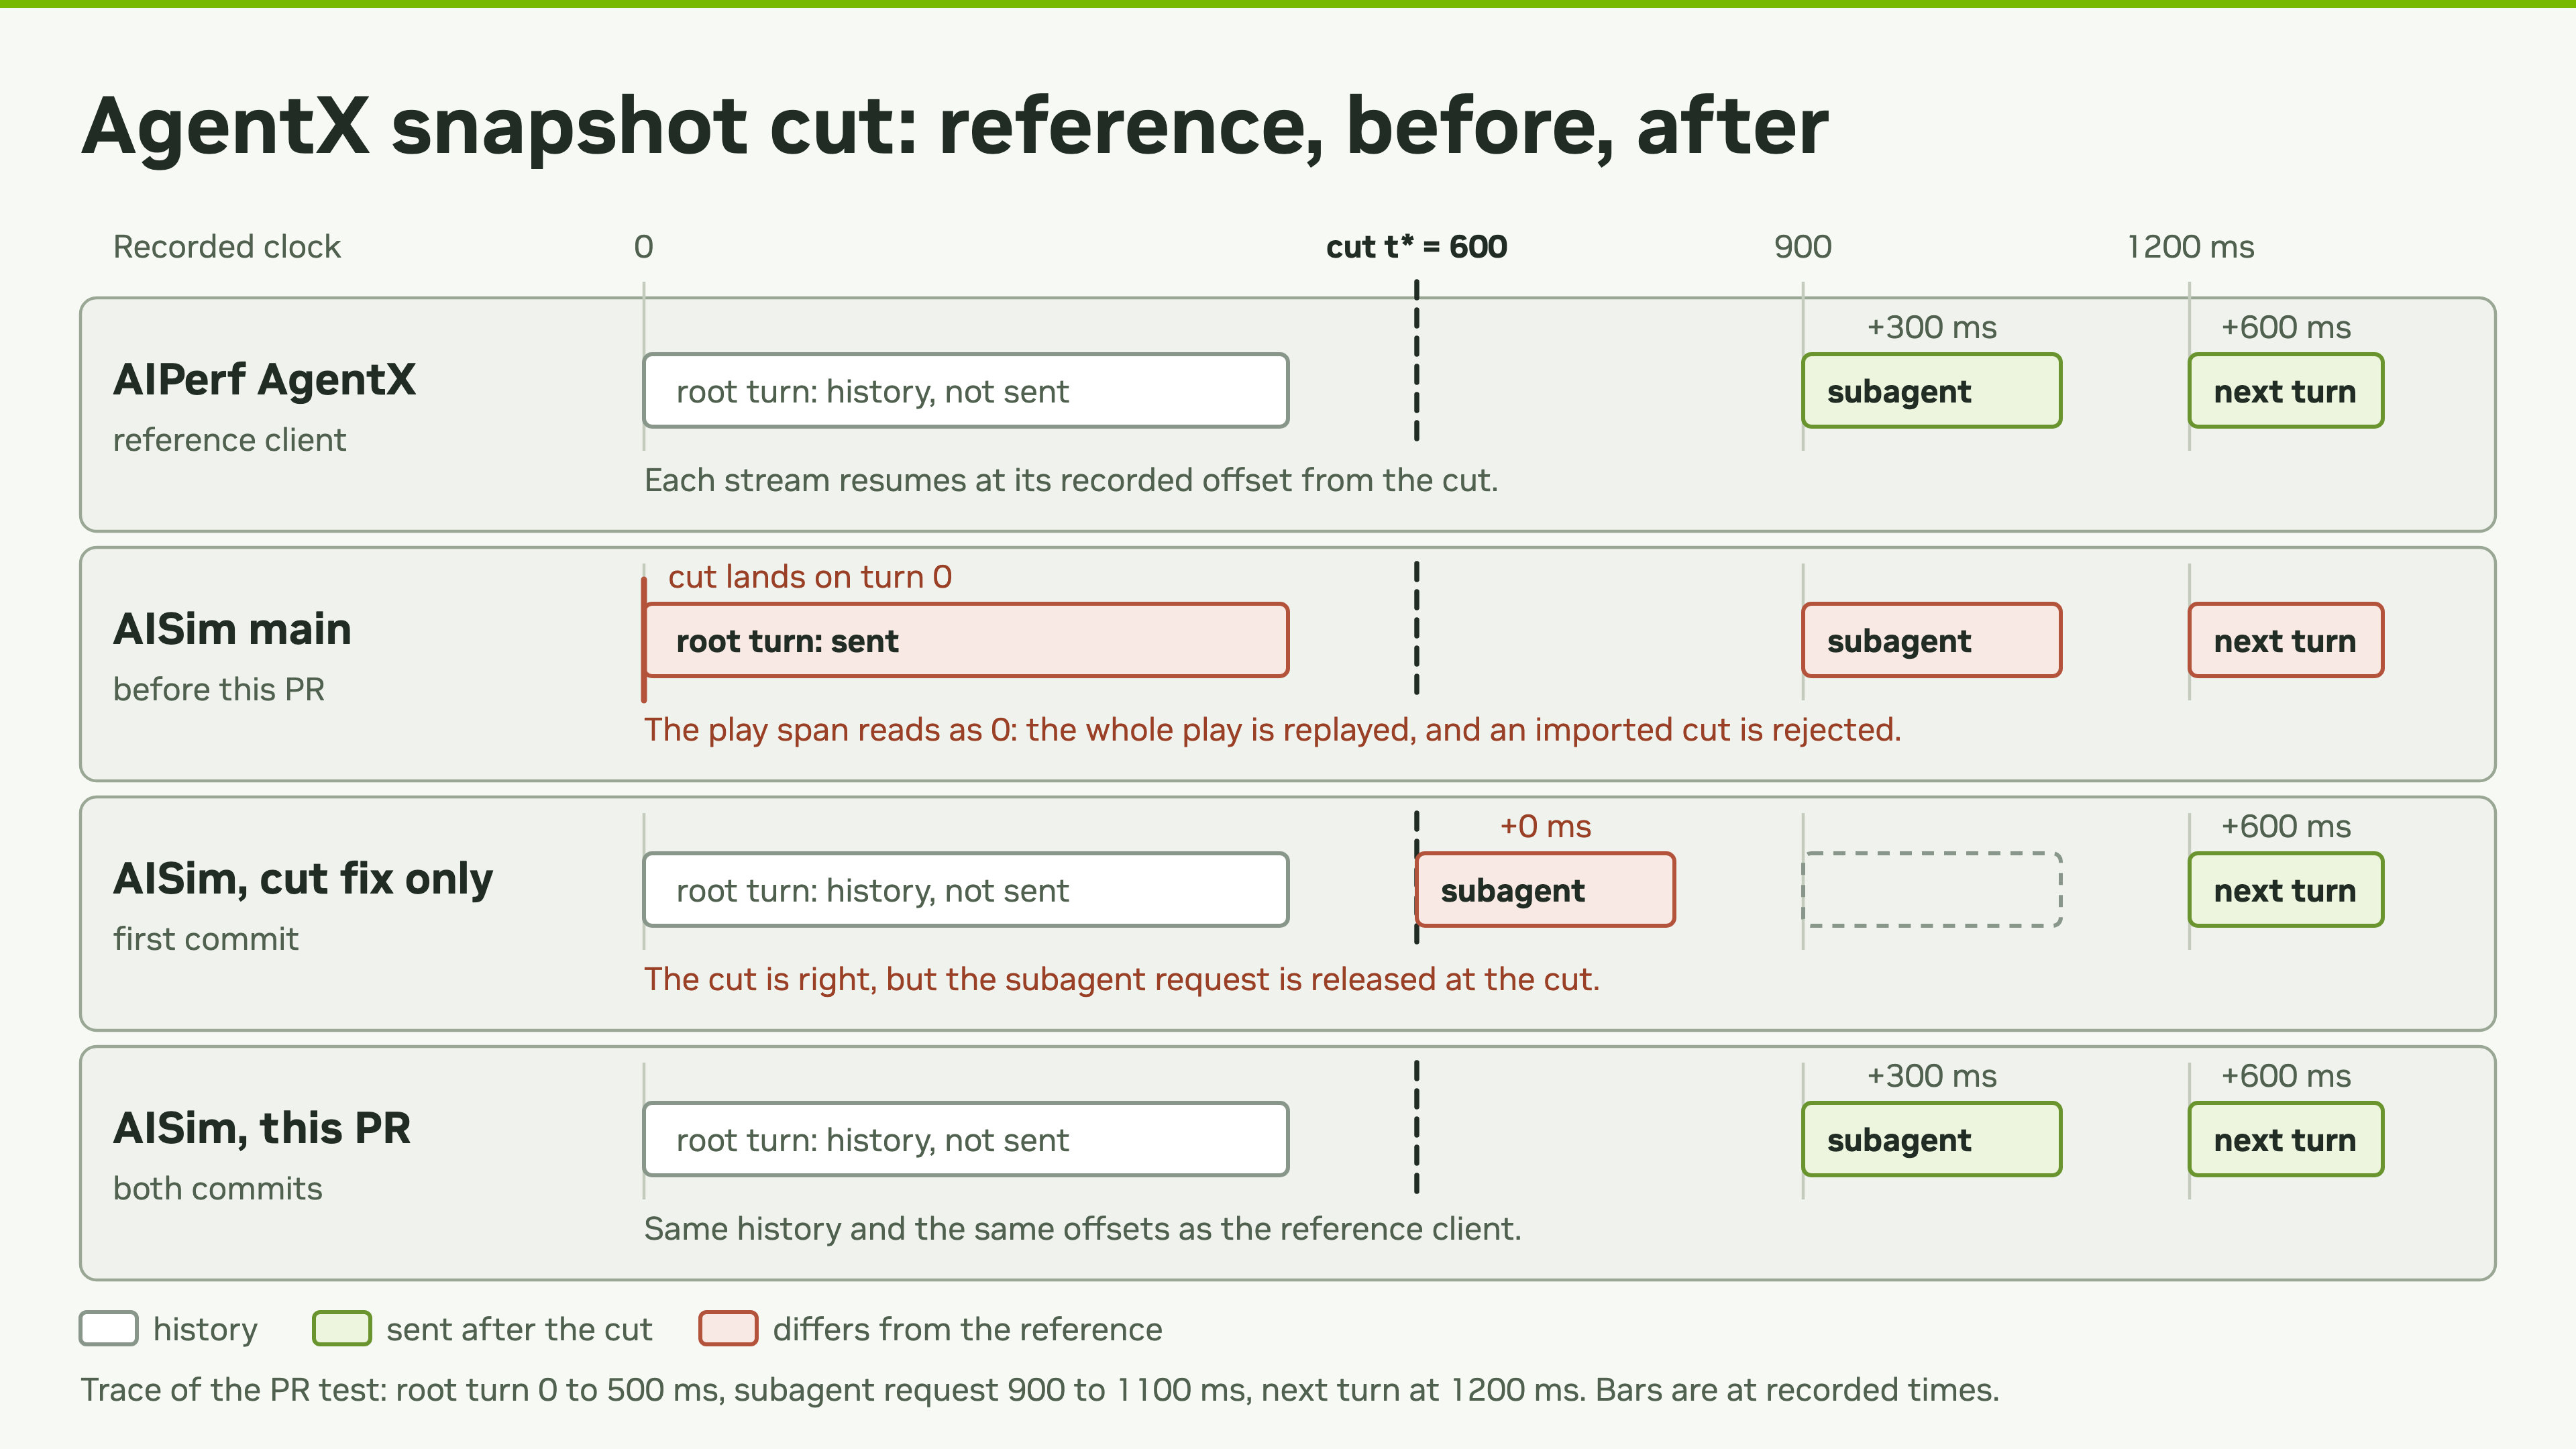 AgentX snapshot cut: reference, before, after
Recorded clock
0
cut t* = 600
900
1200 ms
+300 ms
+600 ms
AIPerf AgentX
reference client
root turn: history, not sent
subagent
next turn
Each stream resumes at its recorded offset from the cut.
cut lands on turn 0
AISim main
before this PR
root turn: sent
subagent
next turn
The play span reads as 0: the whole play is replayed, and an imported cut is rejected.
+0 ms
+600 ms
AISim, cut fix only
first commit
root turn: history, not sent
subagent
next turn
The cut is right, but the subagent request is released at the cut.
+300 ms
+600 ms
AISim, this PR
both commits
root turn: history, not sent
subagent
next turn
Same history and the same offsets as the reference client.
history
sent after the cut
differs from the reference
Trace of the PR test: root turn 0 to 500 ms, subagent request 900 to 1100 ms, next turn at 1200 ms. Bars are at recorded times.